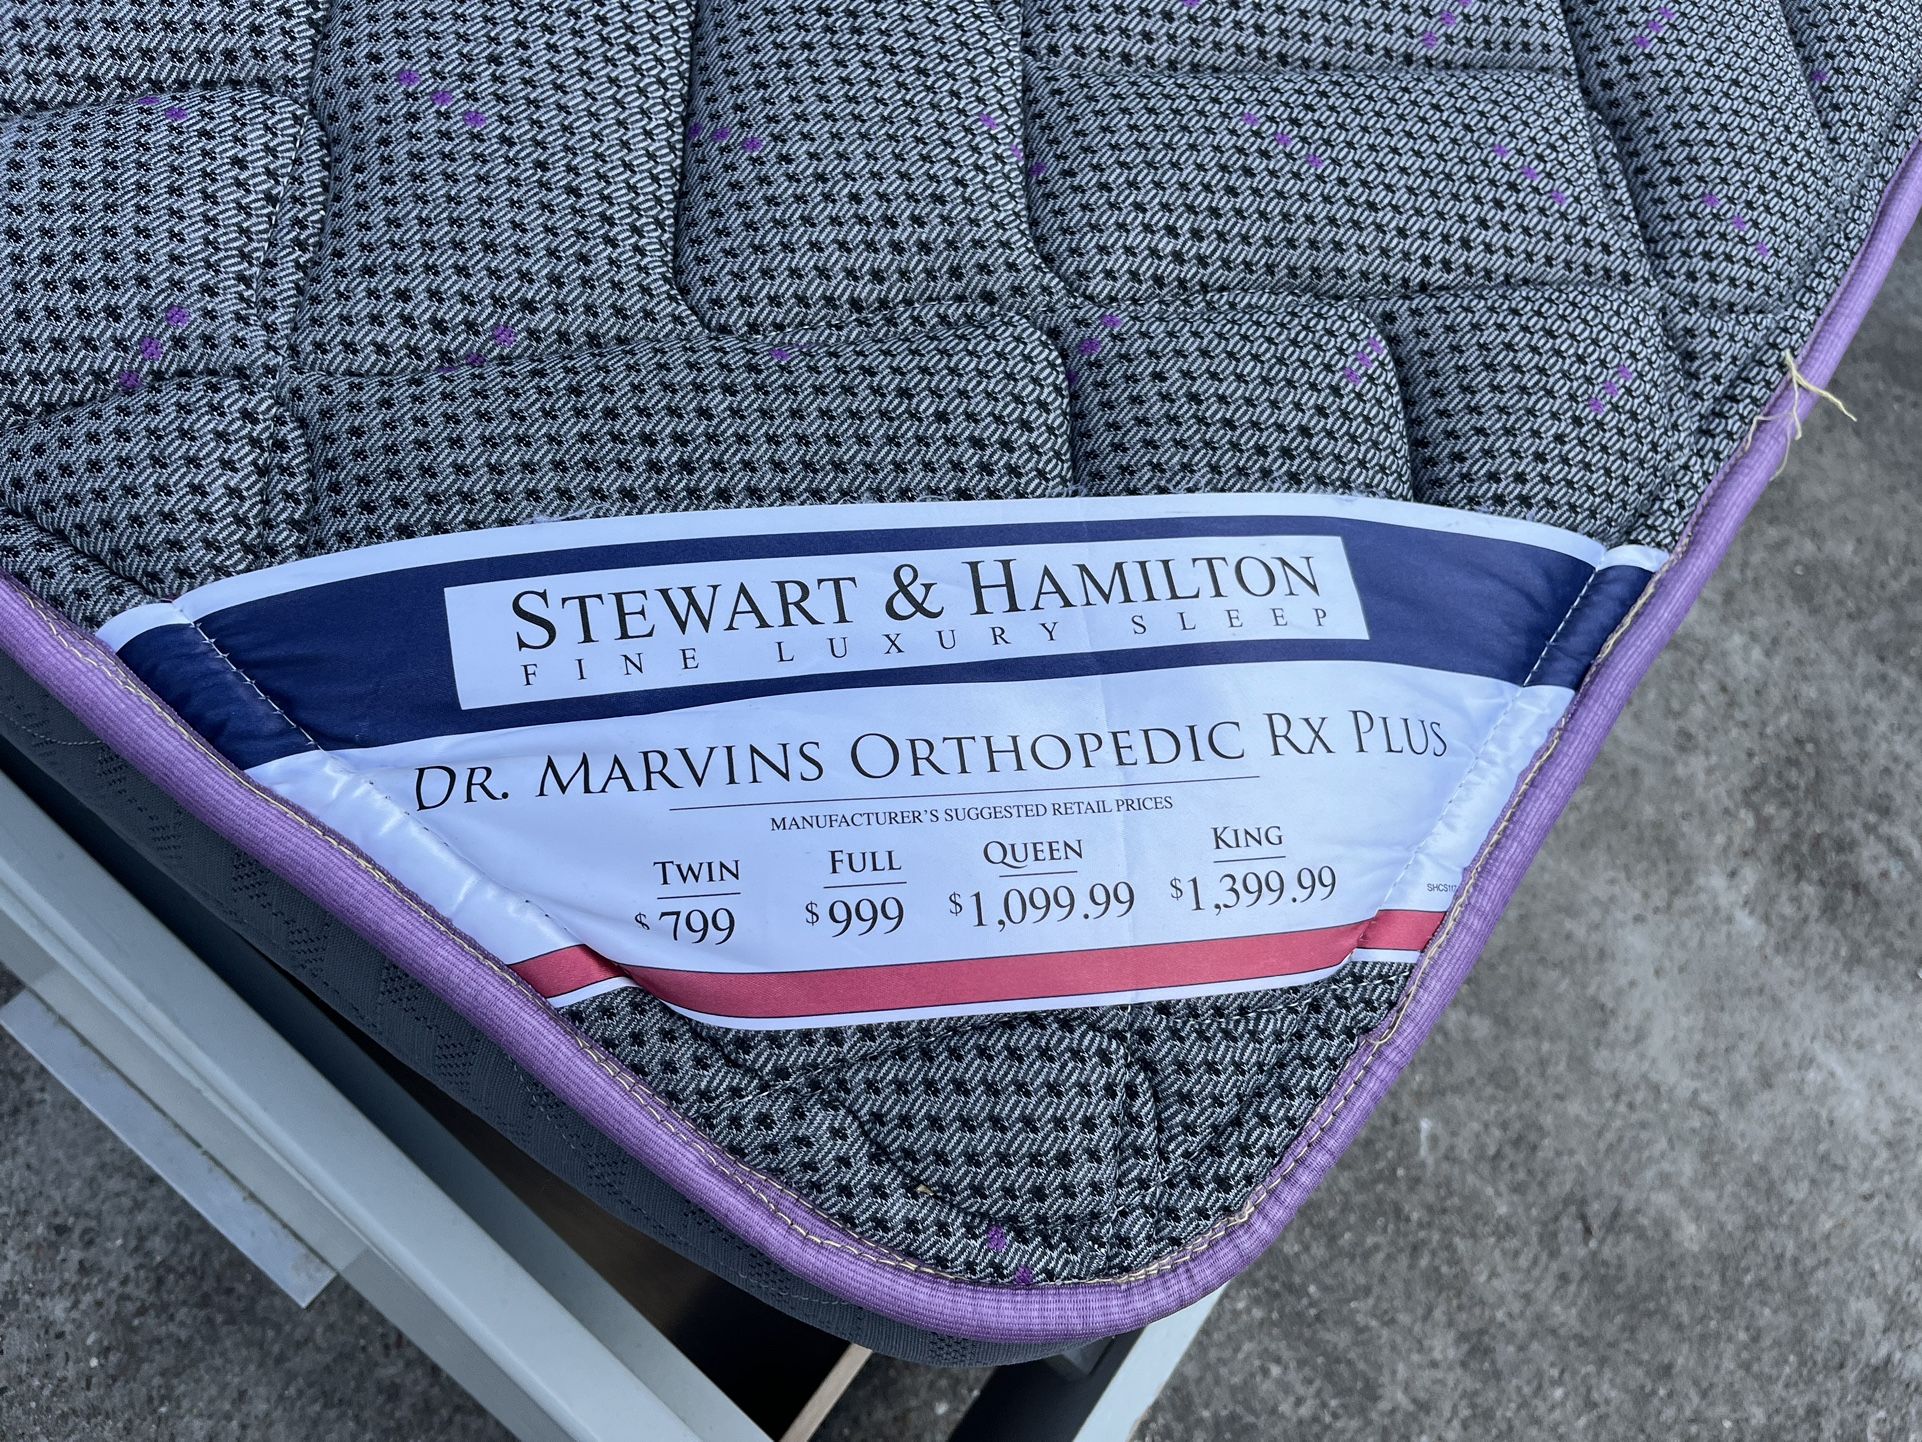 STEWART & HAMILTON
FINE LUXURY SLEEP
DR. MARVINS ORTHOPEDIC RX PLUS
MANUFACTURER'S SUGGESTED RETAIL PRICES
TWIN FULL QUEEN KING
$799 $999 $1,099.99 $1,399.99